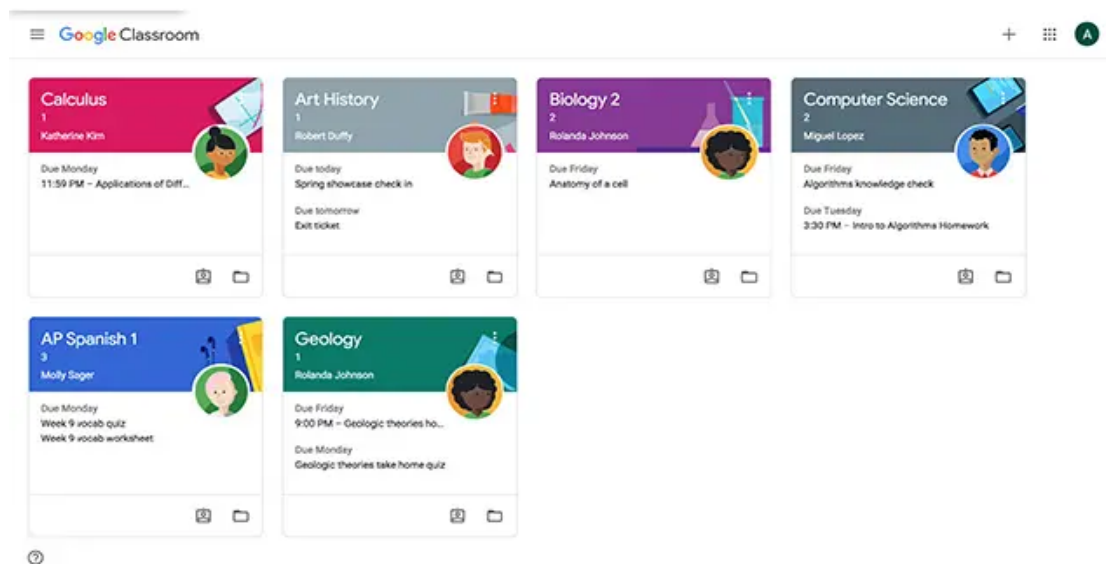 Google Classroom
A
Calculus
1
Katherine Kim
Due Monday
11:59 PM – Applications of Diff...
Art History
1
Robert Duffy
Due today
Spring showcase check in
Due tomorrow
Exit ticket
Biology 2
2
Rolanda Johnson
Due Friday
Anatomy of a cell
Computer Science
2
Miguel Lopez
Due Friday
Algorithms knowledge check
Due Tuesday
3:30 PM – Intro to Algorithms Homework
AP Spanish 1
3
Molly Sager
Due Monday
Week 9 vocab quiz
Week 9 vocab worksheet
Geology
1
Rolanda Johnson
Due Friday
9:00 PM – Geologic theories ho...
Due Monday
Geologic theories take home quiz